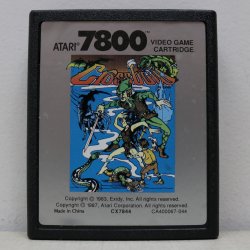 ATARI 7800 VIDEO GAME
CARTRIDGE
Crossbow
Copyright © 1983, Exidy, Inc. All rights reserved.
Copyright © 1987, Atari Corporation. All rights reserved.
Made in China CX7844 CA400067-044